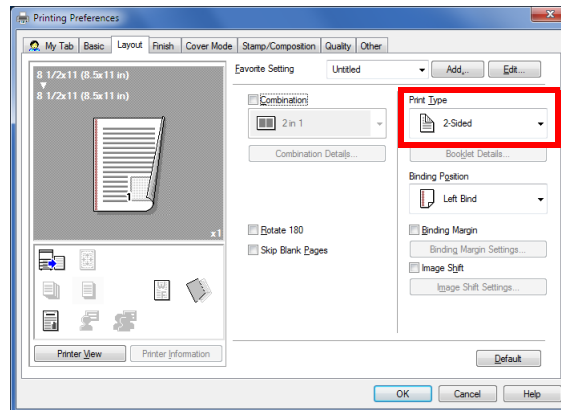 Printing Preferences
My Tab Basic Layout Finish Cover Mode Stamp/Composition Quality Other
8 1/2x11 (8.5x11 in)
8 1/2x11 (8.5x11 in)
1
x1
Printer View Printer Information
Favorite Setting Untitled Add... Edit...
Combination
2 in 1
Combination Details...
Rotate 180
Skip Blank Pages
Print Type
2-Sided
Booklet Details...
Binding Position
Left Bind
Binding Margin
Binding Margin Settings...
Image Shift
Image Shift Settings...
Default
OK Cancel Help